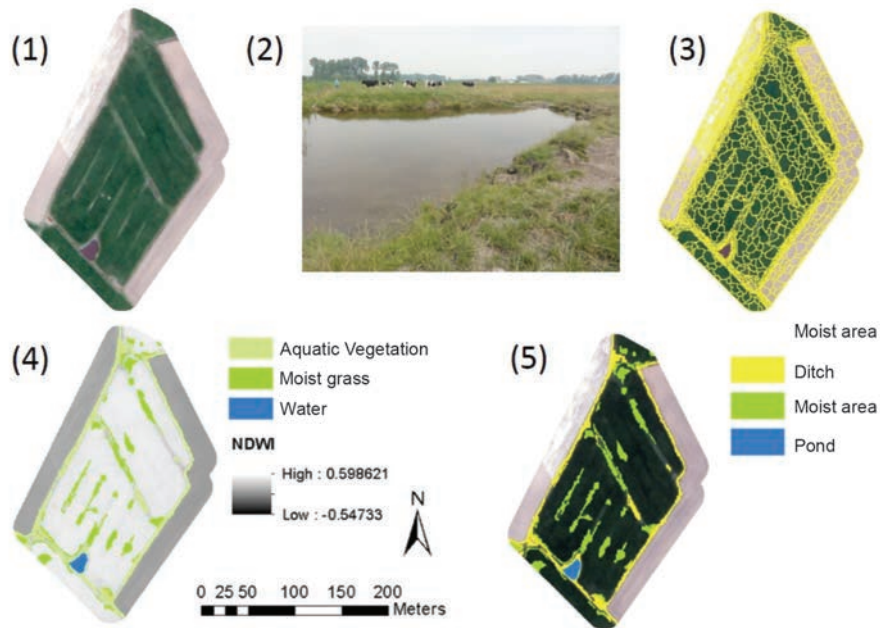 (1)
(2)
(3)
(4)
Aquatic Vegetation
Moist grass
Water
NDWI
High : 0.598621
Low : -0.54733
N
0 25 50 100 150 200
Meters
(5)
Moist area
Ditch
Moist area
Pond